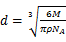 d = ∛(6M / πρN_A)